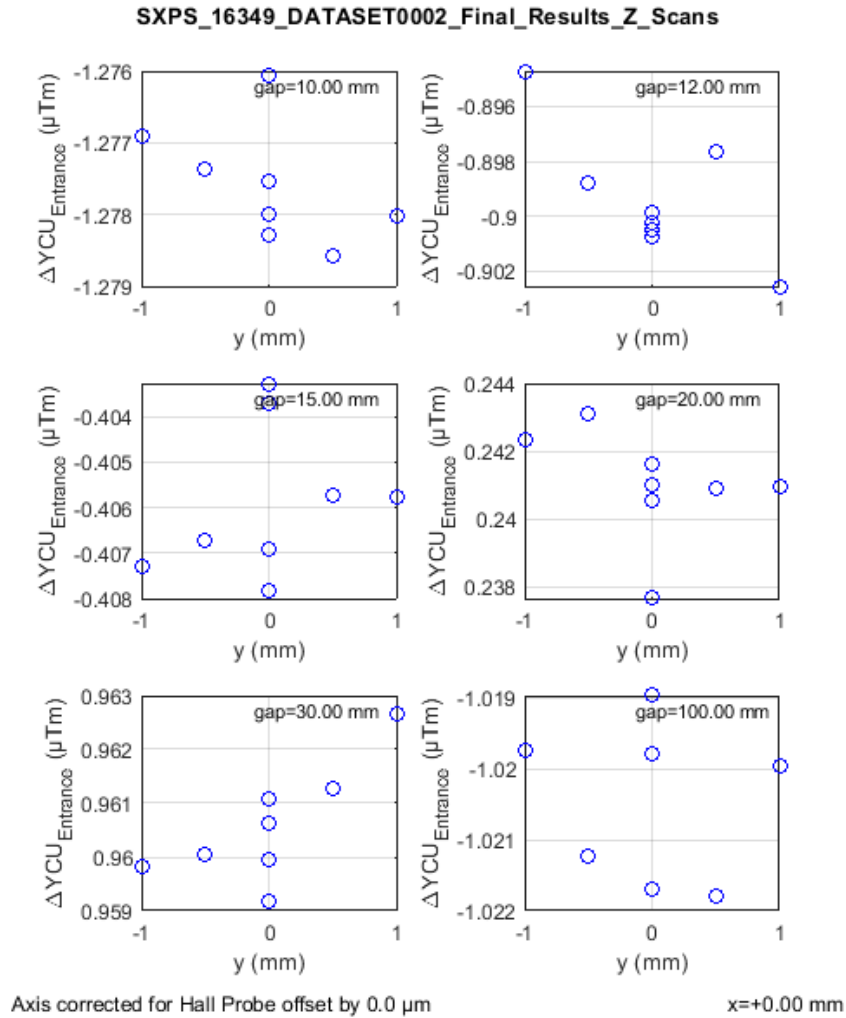 SXPS_16349_DATASET0002_Final_Results_Z_Scans
ΔYCU_Entrance (μTm)
-1.276
-1.277
-1.278
-1.279
gap=10.00 mm
-1 0 1
y (mm)
ΔYCU_Entrance (μTm)
-0.896
-0.898
-0.9
-0.902
gap=12.00 mm
-1 0 1
y (mm)
ΔYCU_Entrance (μTm)
-0.404
-0.405
-0.406
-0.407
-0.408
gap=15.00 mm
-1 0 1
y (mm)
ΔYCU_Entrance (μTm)
0.244
0.242
0.24
0.238
gap=20.00 mm
-1 0 1
y (mm)
ΔYCU_Entrance (μTm)
0.963
0.962
0.961
0.96
0.959
gap=30.00 mm
-1 0 1
y (mm)
ΔYCU_Entrance (μTm)
-1.019
-1.02
-1.021
-1.022
gap=100.00 mm
-1 0 1
y (mm)
Axis corrected for Hall Probe offset by 0.0 μm
x=+0.00 mm